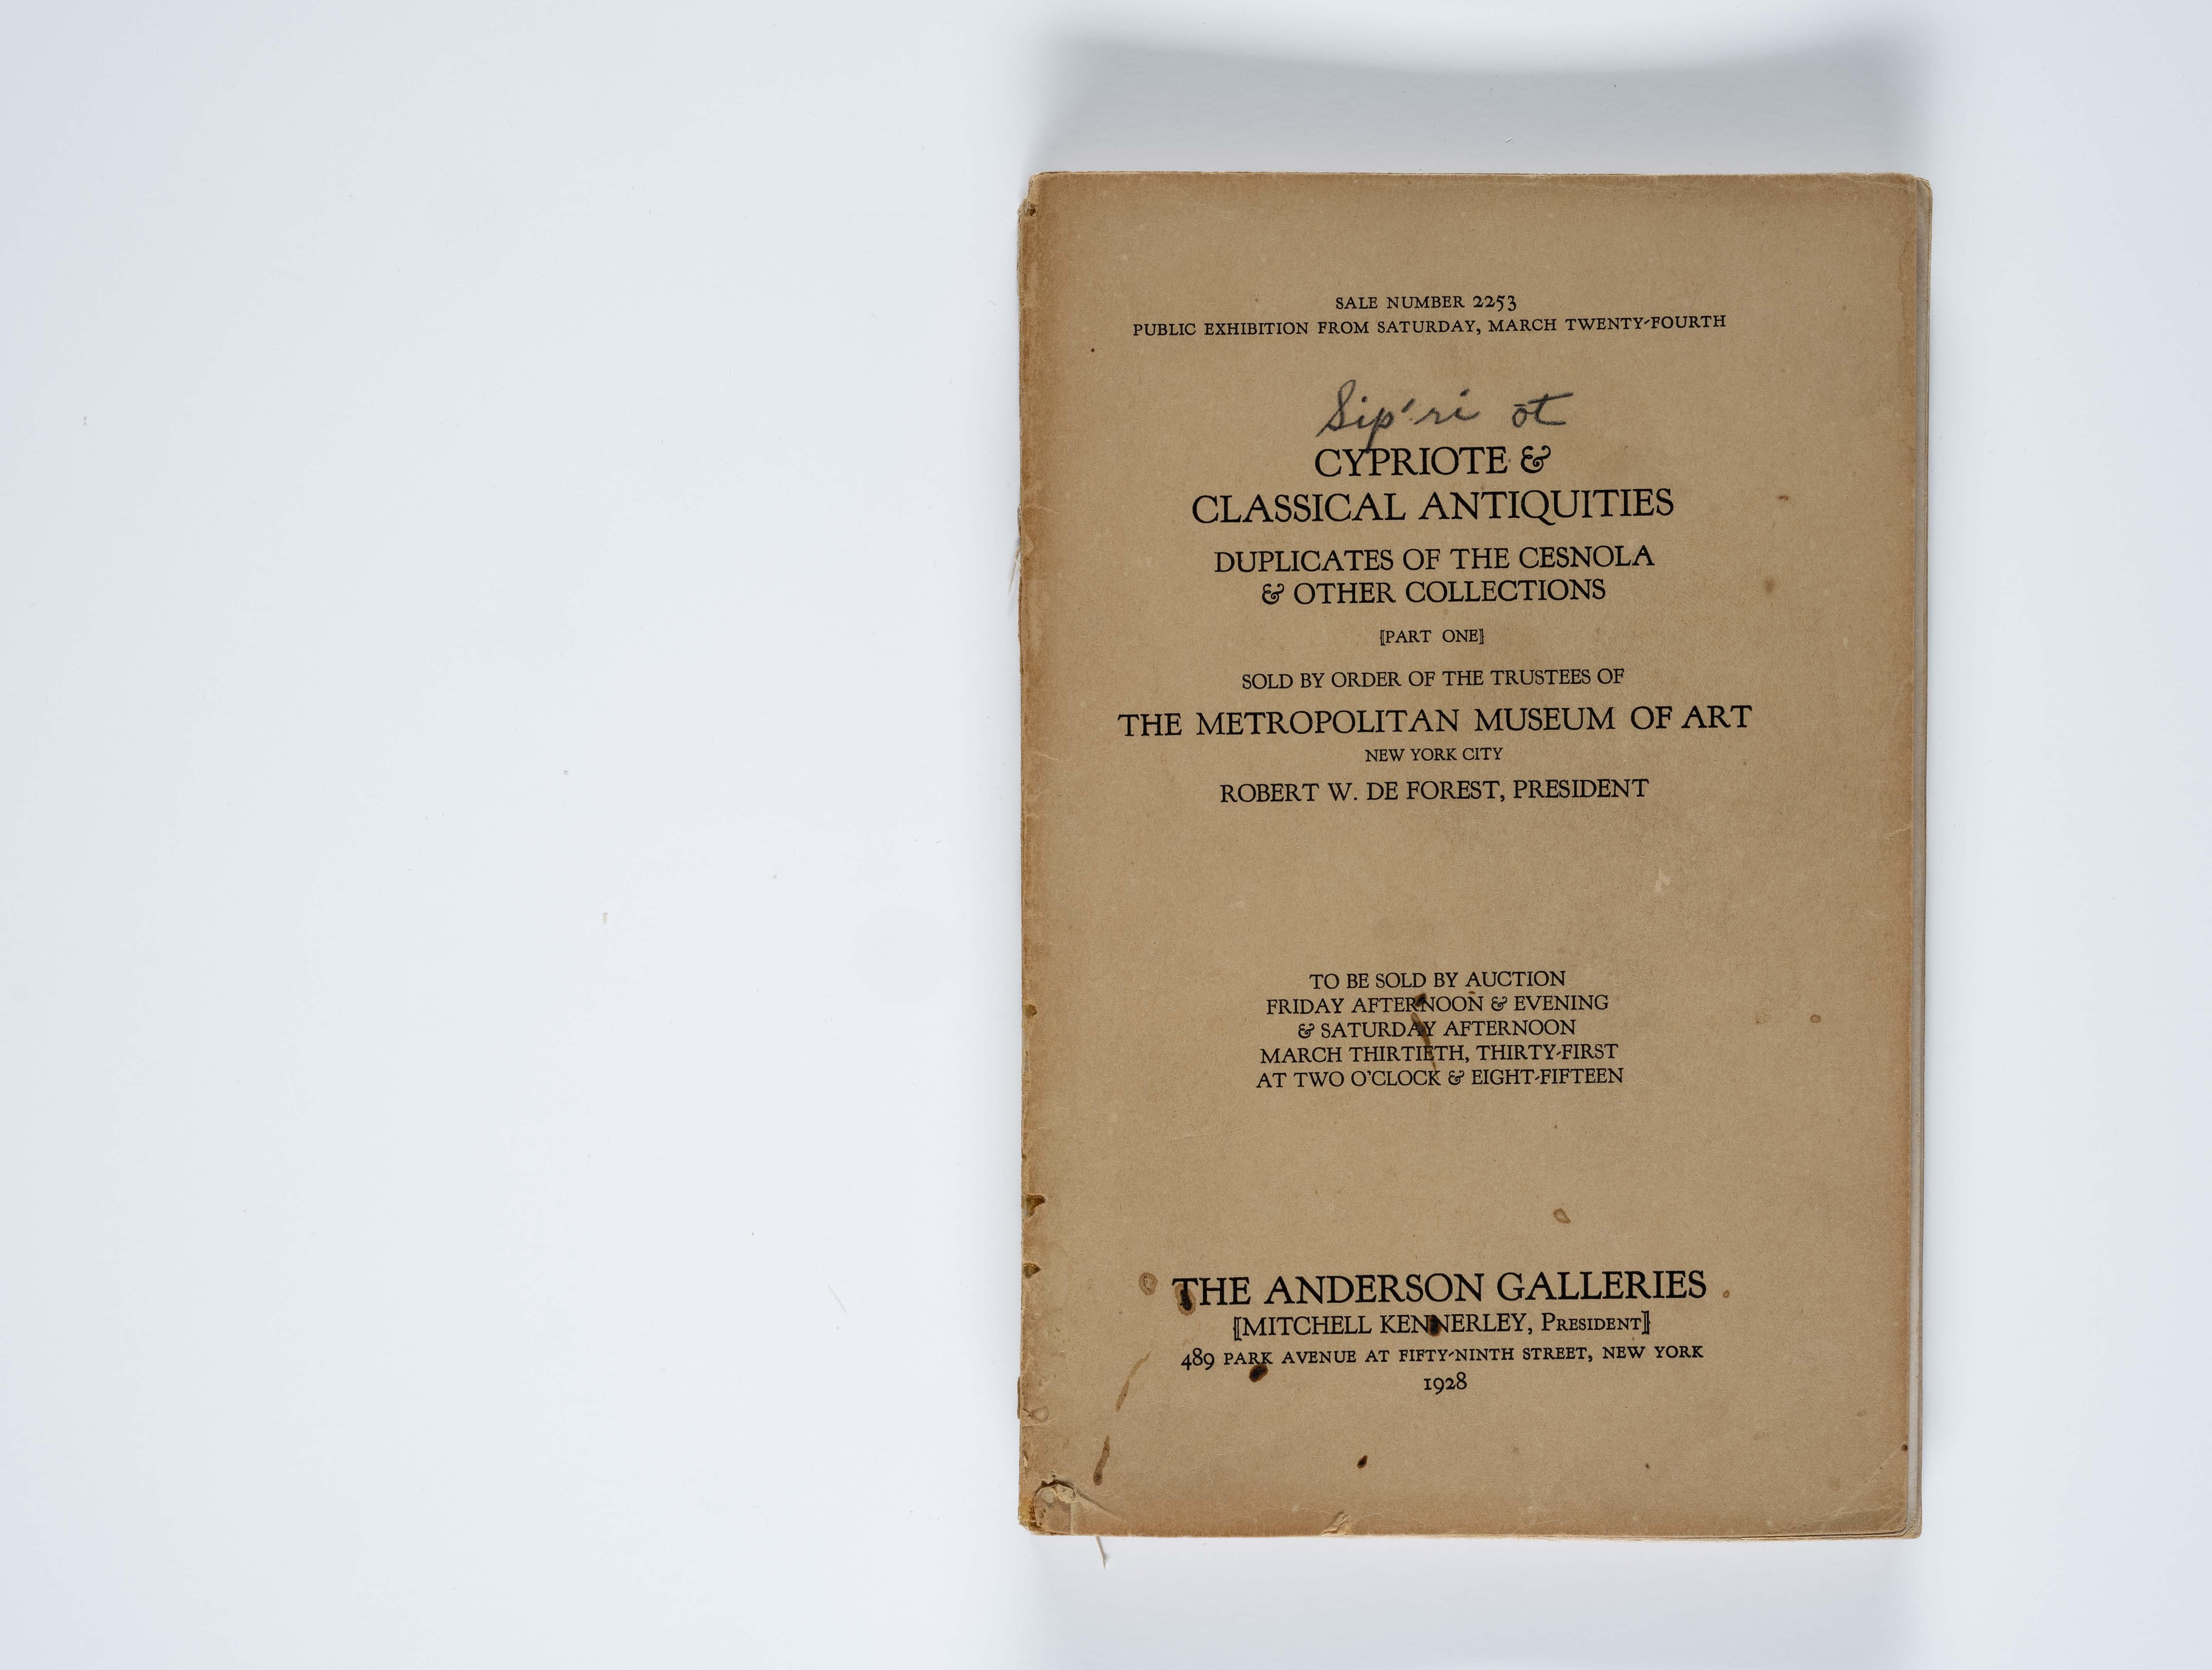 SALE NUMBER 2253
PUBLIC EXHIBITION FROM SATURDAY, MARCH TWENTY-FOURTH
Sip′ri ōt
CYPRIOTE &
CLASSICAL ANTIQUITIES
DUPLICATES OF THE CESNOLA
& OTHER COLLECTIONS
⟦PART ONE⟧
SOLD BY ORDER OF THE TRUSTEES OF
THE METROPOLITAN MUSEUM OF ART
NEW YORK CITY
ROBERT W. DE FOREST, PRESIDENT
TO BE SOLD BY AUCTION
FRIDAY AFTERNOON & EVENING
& SATURDAY AFTERNOON
MARCH THIRTIETH, THIRTY-FIRST
AT TWO O'CLOCK & EIGHT-FIFTEEN
THE ANDERSON GALLERIES
⟦MITCHELL KENNERLEY, PRESIDENT⟧
489 PARK AVENUE AT FIFTY-NINTH STREET, NEW YORK
1928